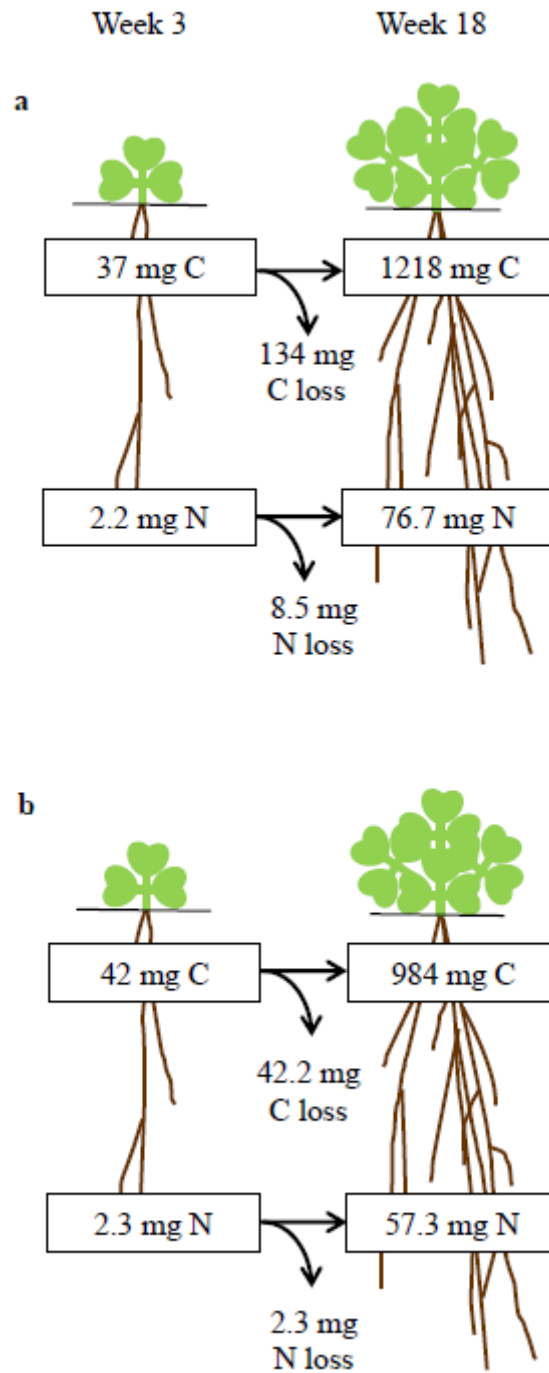 Week 3 Week 18
a
37 mg C 1218 mg C
134 mg
C loss
2.2 mg N 76.7 mg N
8.5 mg
N loss
b
42 mg C 984 mg C
42.2 mg
C loss
2.3 mg N 57.3 mg N
2.3 mg
N loss